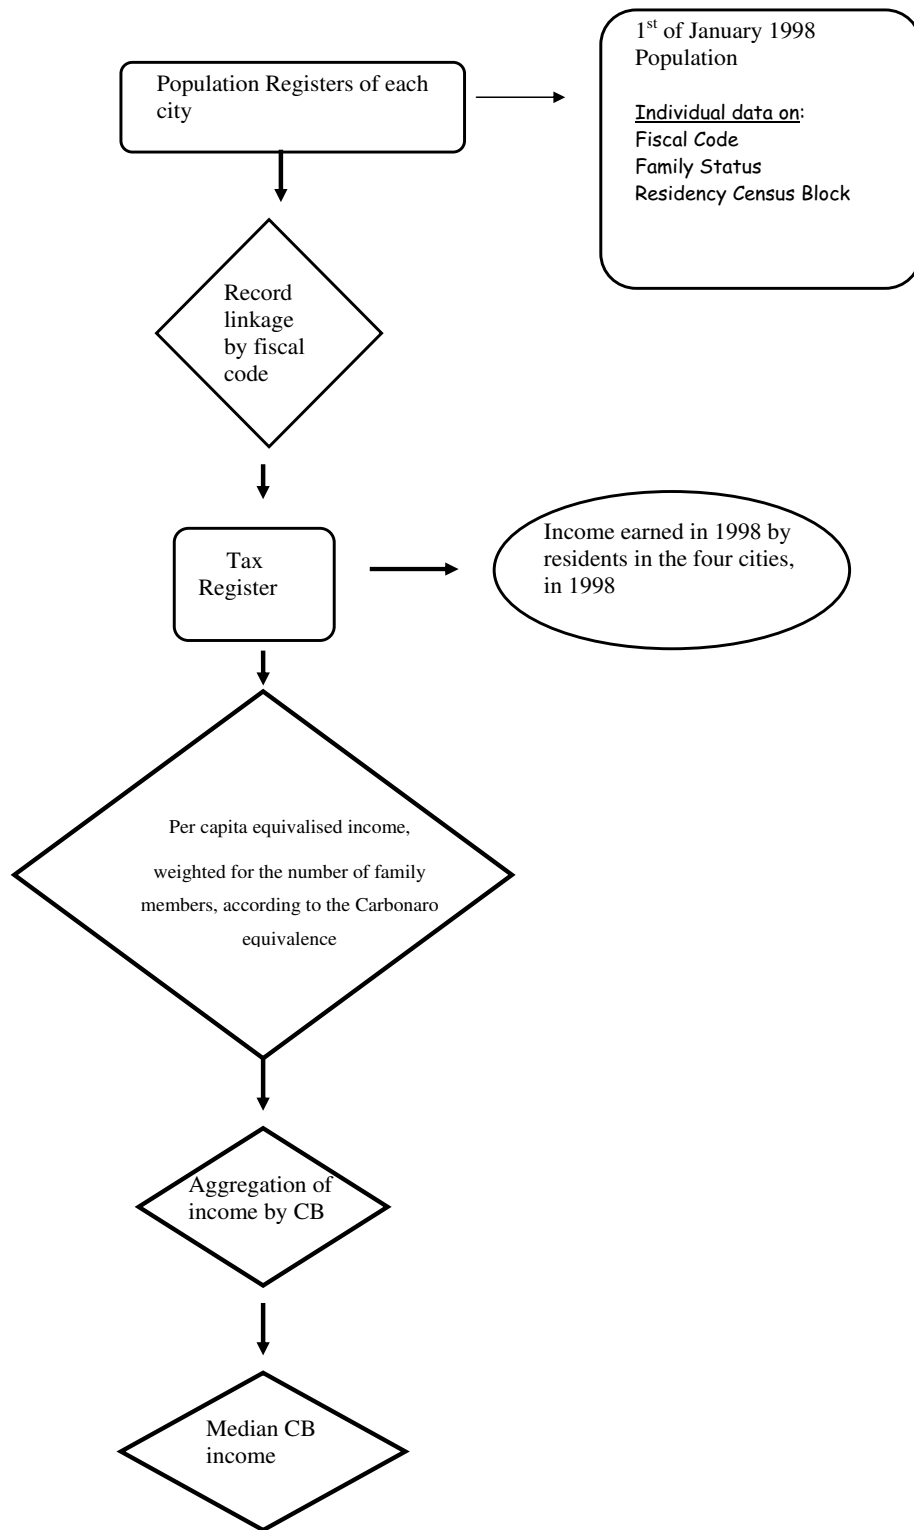 Population Registers of each
city
1st of January 1998
Population
Individual data on:
Fiscal Code
Family Status
Residency Census Block
Record
linkage
by fiscal
code
Tax
Register
Income earned in 1998 by
residents in the four cities,
in 1998
Per capita equivalised income,
weighted for the number of family
members, according to the Carbonaro
equivalence
Aggregation of
income by CB
Median CB
income